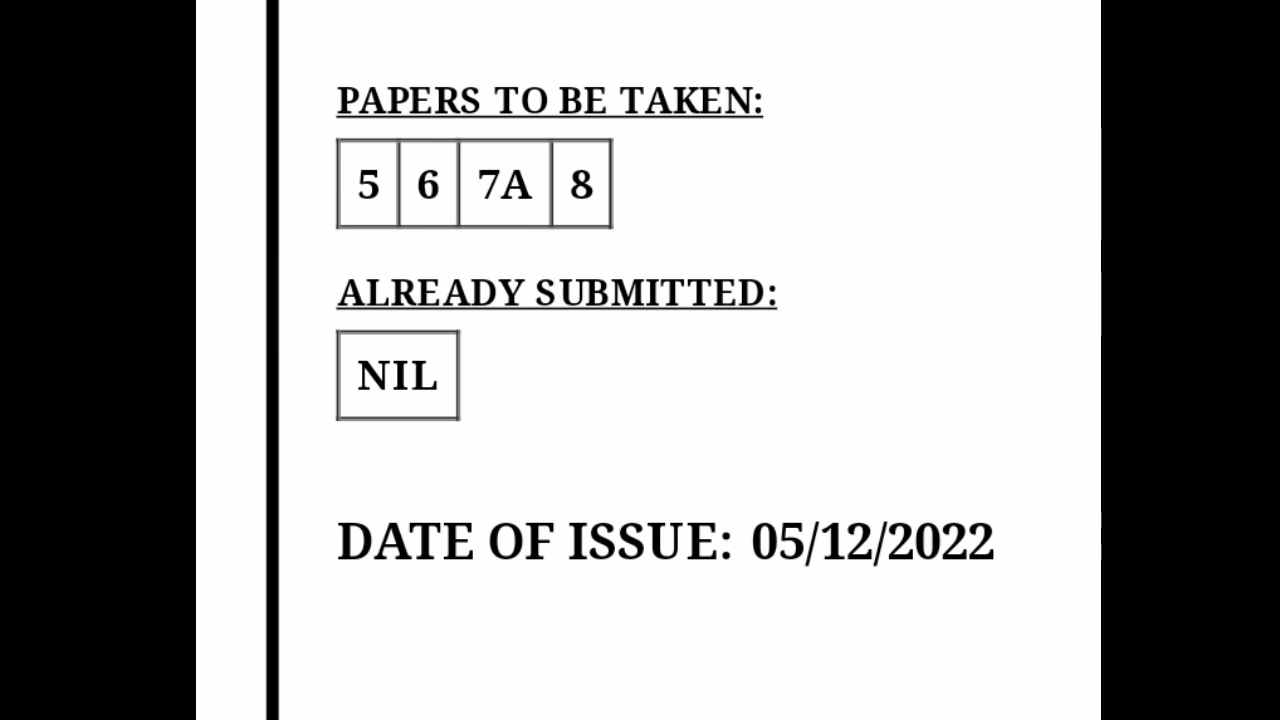 PAPERS TO BE TAKEN:
5 6 7A 8
ALREADY SUBMITTED:
NIL
DATE OF ISSUE: 05/12/2022